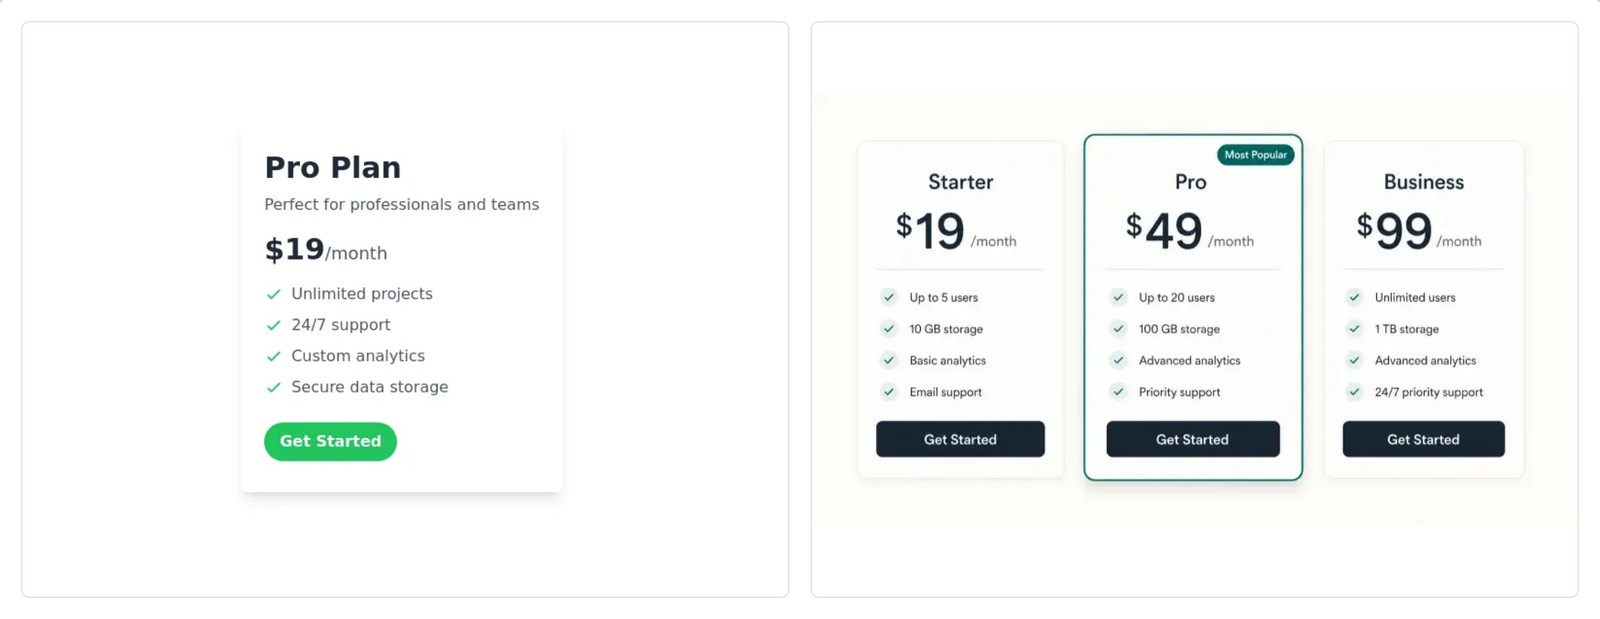 Pro Plan
Perfect for professionals and teams
$19/month
Unlimited projects
24/7 support
Custom analytics
Secure data storage
Get Started
Starter
$19 /month
Up to 5 users
10 GB storage
Basic analytics
Email support
Get Started
Most Popular
Pro
$49 /month
Up to 20 users
100 GB storage
Advanced analytics
Priority support
Get Started
Business
$99 /month
Unlimited users
1 TB storage
Advanced analytics
24/7 priority support
Get Started